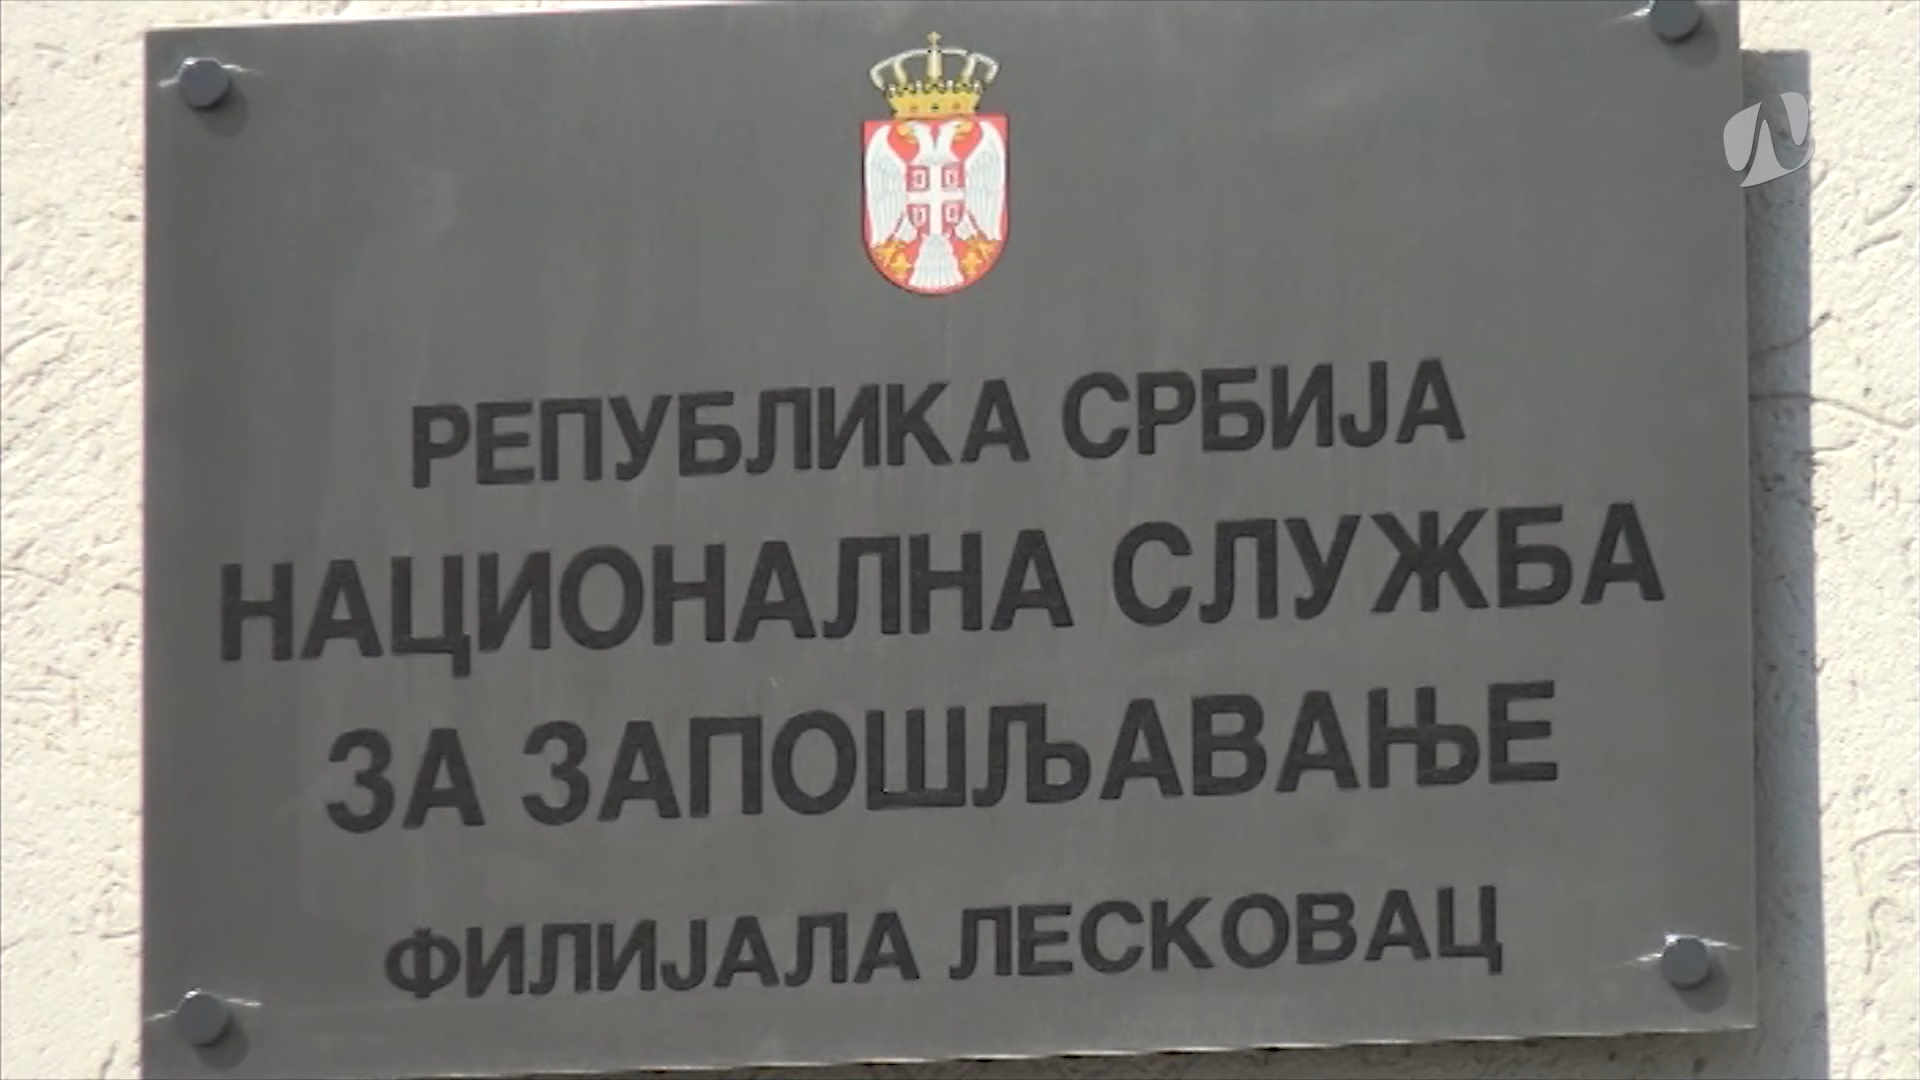 РЕПУБЛИКА СРБИЈА
НАЦИОНАЛНА СЛУЖБА
ЗА ЗАПОШЉАВАЊЕ
ФИЛИЈАЛА ЛЕСКОВАЦ